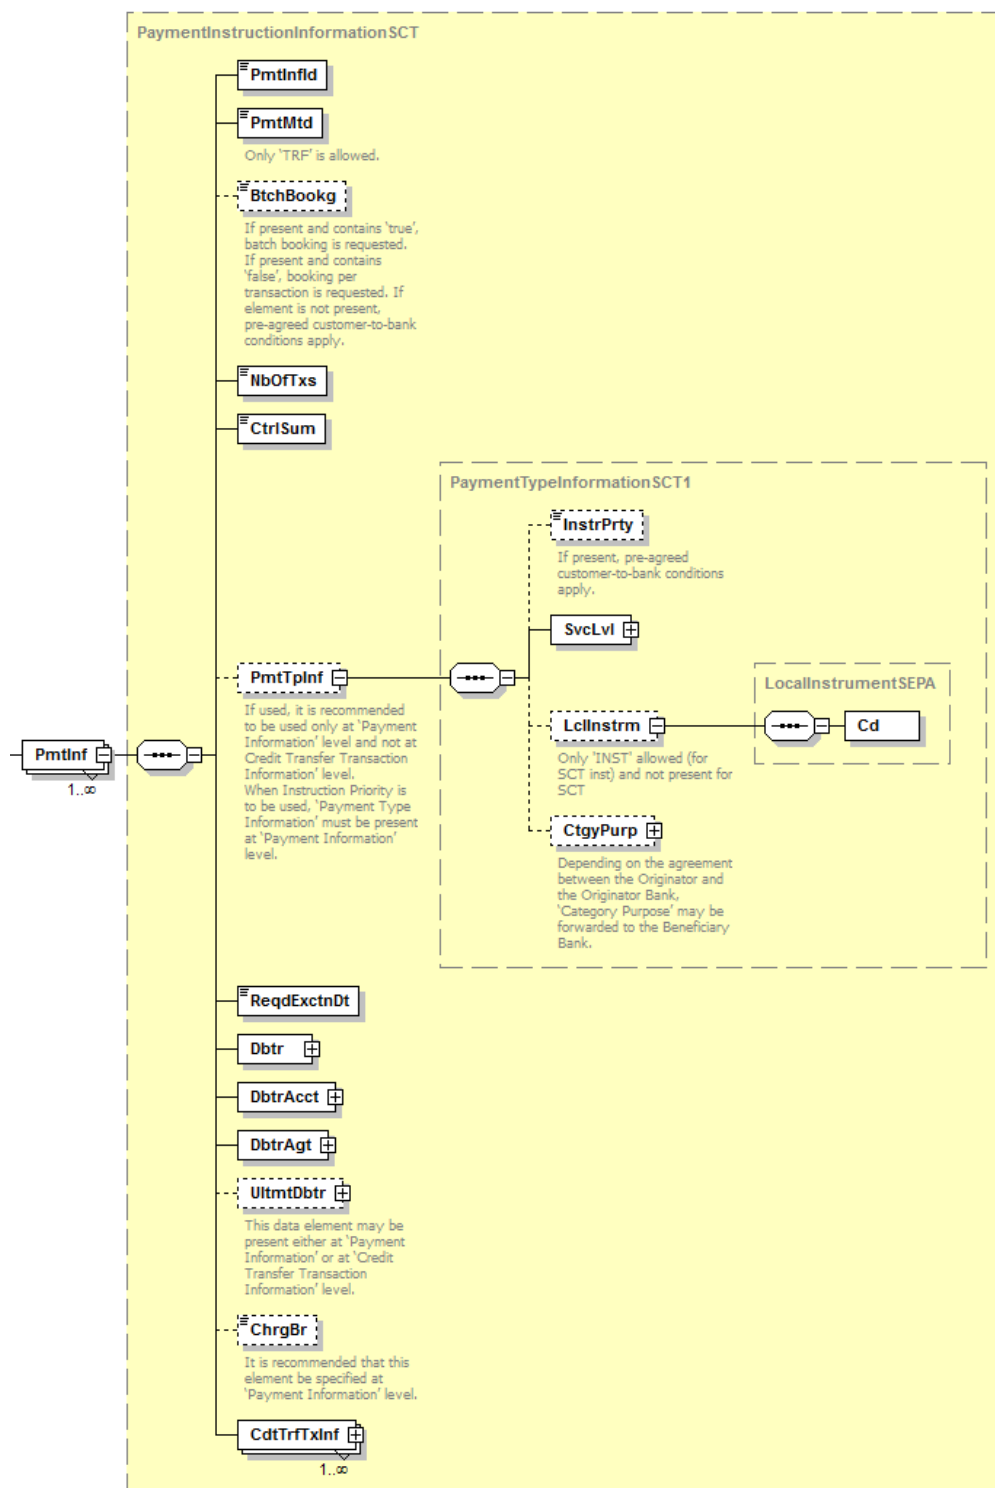 PaymentInstructionInformationSCT
PmtInfId
PmtMtd
Only 'TRF' is allowed.
BtchBookg
If present and contains 'true',
batch booking is requested.
If present and contains
'false', booking per
transaction is requested. If
element is not present,
pre-agreed customer-to-bank
conditions apply.
NbOfTxs
CtrlSum
PaymentTypeInformationSCT1
InstrPrty
If present, pre-agreed
customer-to-bank conditions
apply.
SvcLvl
PmtTpInf
If used, it is recommended
to be used only at 'Payment
Information' level and not at
Credit Transfer Transaction
Information' level.
When Instruction Priority is
to be used, 'Payment Type
Information' must be present
at 'Payment Information'
level.
LocalInstrumentSEPA
LclInstrm
Cd
Only 'INST' allowed (for
SCT inst) and not present for
SCT
CtgyPurp
Depending on the agreement
between the Originator and
the Originator Bank,
'Category Purpose' may be
forwarded to the Beneficiary
Bank.
PmtInf
1..∞
ReqdExctnDt
Dbtr
DbtrAcct
DbtrAgt
UltmtDbtr
This data element may be
present either at 'Payment
Information' or at 'Credit
Transfer Transaction
Information' level.
ChrgBr
It is recommended that this
element be specified at
'Payment Information' level.
CdtTrfTxInf
1..∞